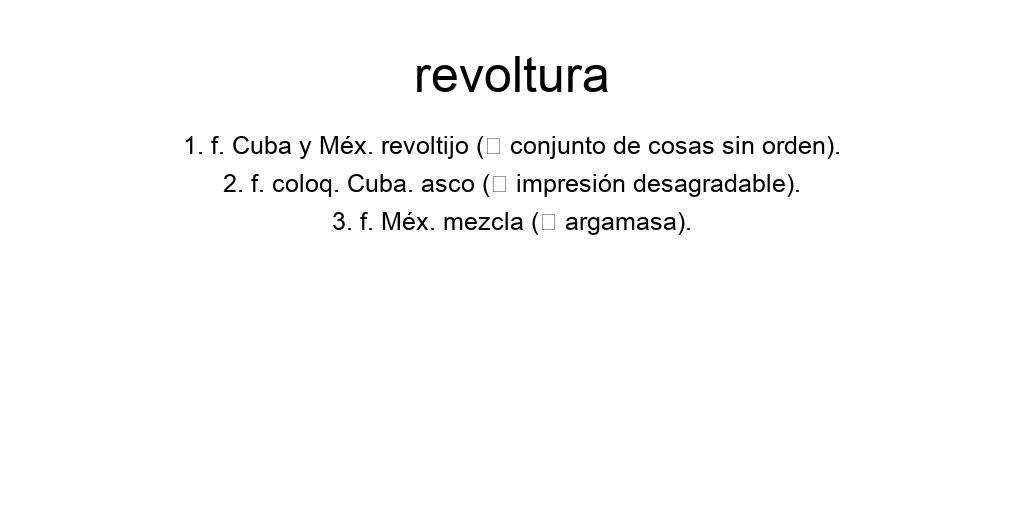 revoltura
1. f. Cuba y Méx. revoltijo (□ conjunto de cosas sin orden).
2. f. coloq. Cuba. asco (□ impresión desagradable).
3. f. Méx. mezcla (□ argamasa).